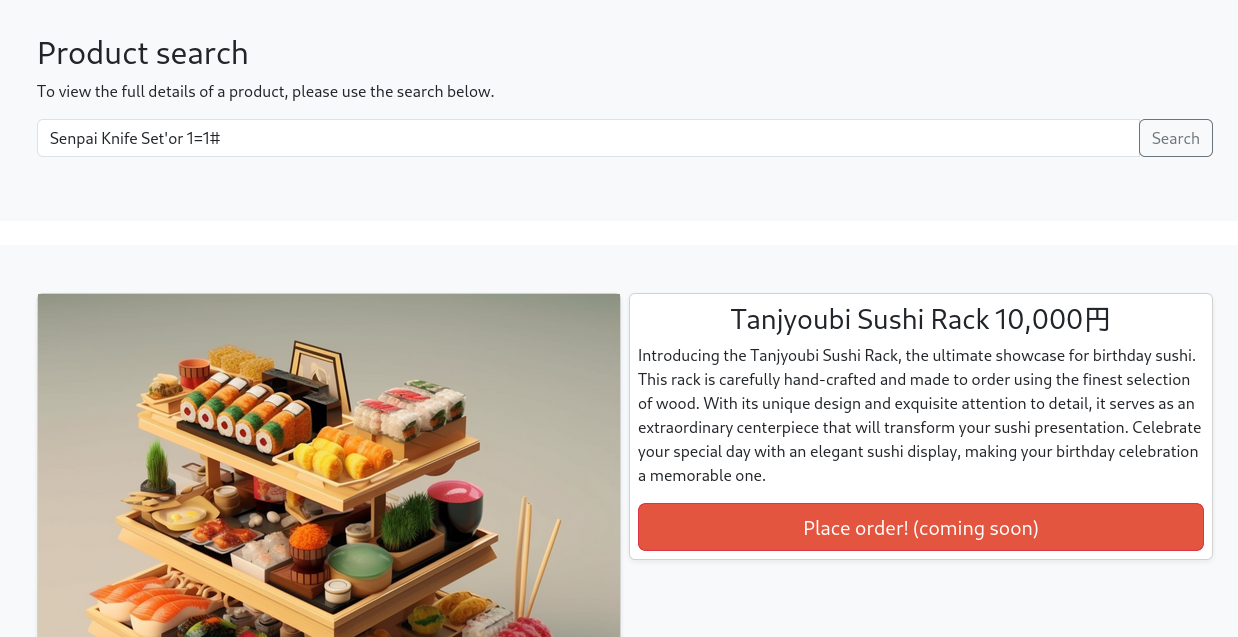 Product search
To view the full details of a product, please use the search below.
Senpai Knife Set'or 1=1#
Search
Tanjyoubi Sushi Rack 10,000円
Introducing the Tanjyoubi Sushi Rack, the ultimate showcase for birthday sushi.
This rack is carefully hand-crafted and made to order using the finest selection
of wood. With its unique design and exquisite attention to detail, it serves as an
extraordinary centerpiece that will transform your sushi presentation. Celebrate
your special day with an elegant sushi display, making your birthday celebration
a memorable one.
Place order! (coming soon)